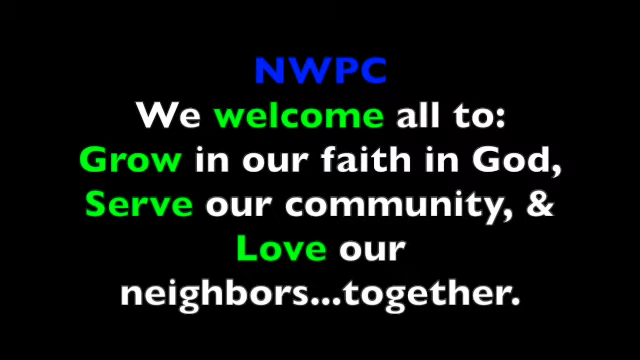 NWPC
We welcome all to:
Grow in our faith in God,
Serve our community, &
Love our
neighbors...together.